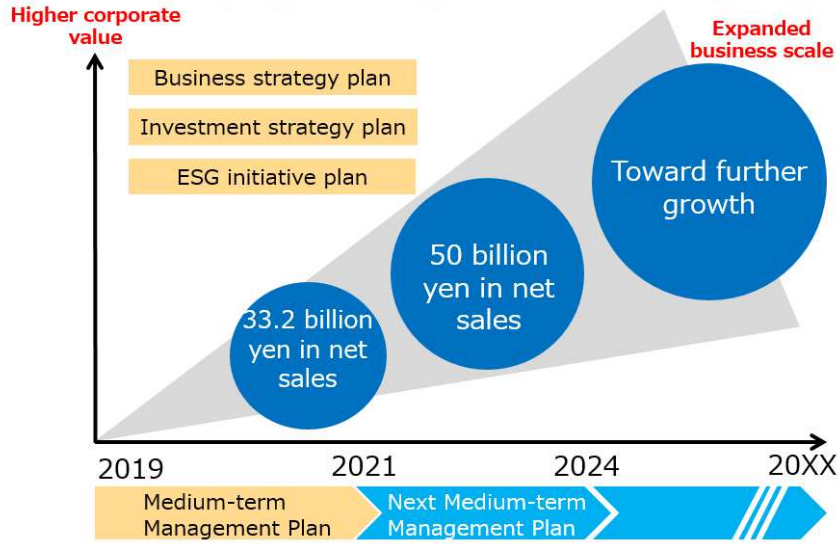 Higher corporate
value
Expanded
business scale
Business strategy plan
Investment strategy plan
ESG initiative plan
Toward further
growth
50 billion
yen in net
sales
33.2 billion
yen in net
sales
2019
2021
2024
20XX
Medium-term
Management Plan
Next Medium-term
Management Plan